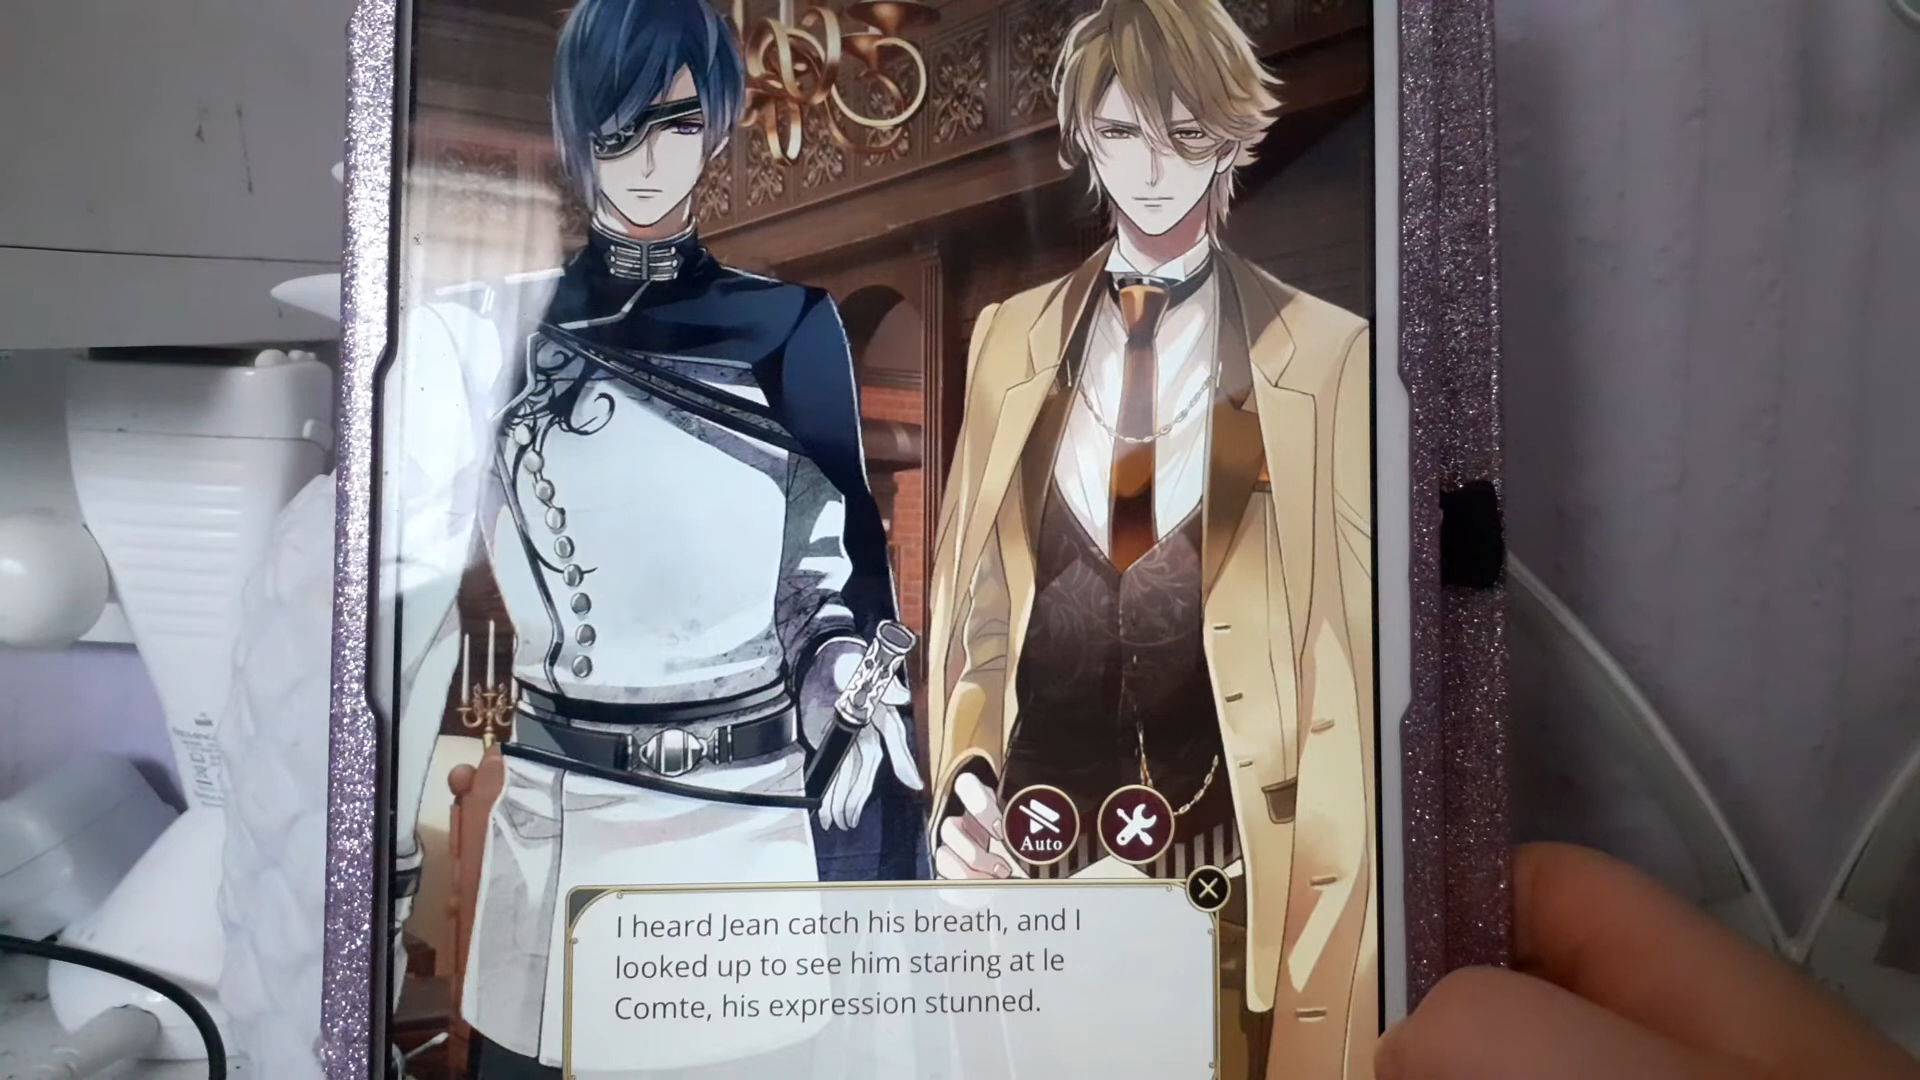 Auto
I heard Jean catch his breath, and I
looked up to see him staring at le
Comte, his expression stunned.